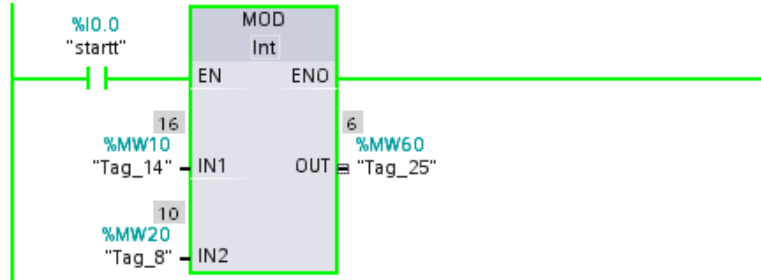 %I0.0
"startt"
MOD
Int
EN ENO
16
%MW10
"Tag_14" IN1
6
%MW60
OUT "Tag_25"
10
%MW20
"Tag_8" IN2